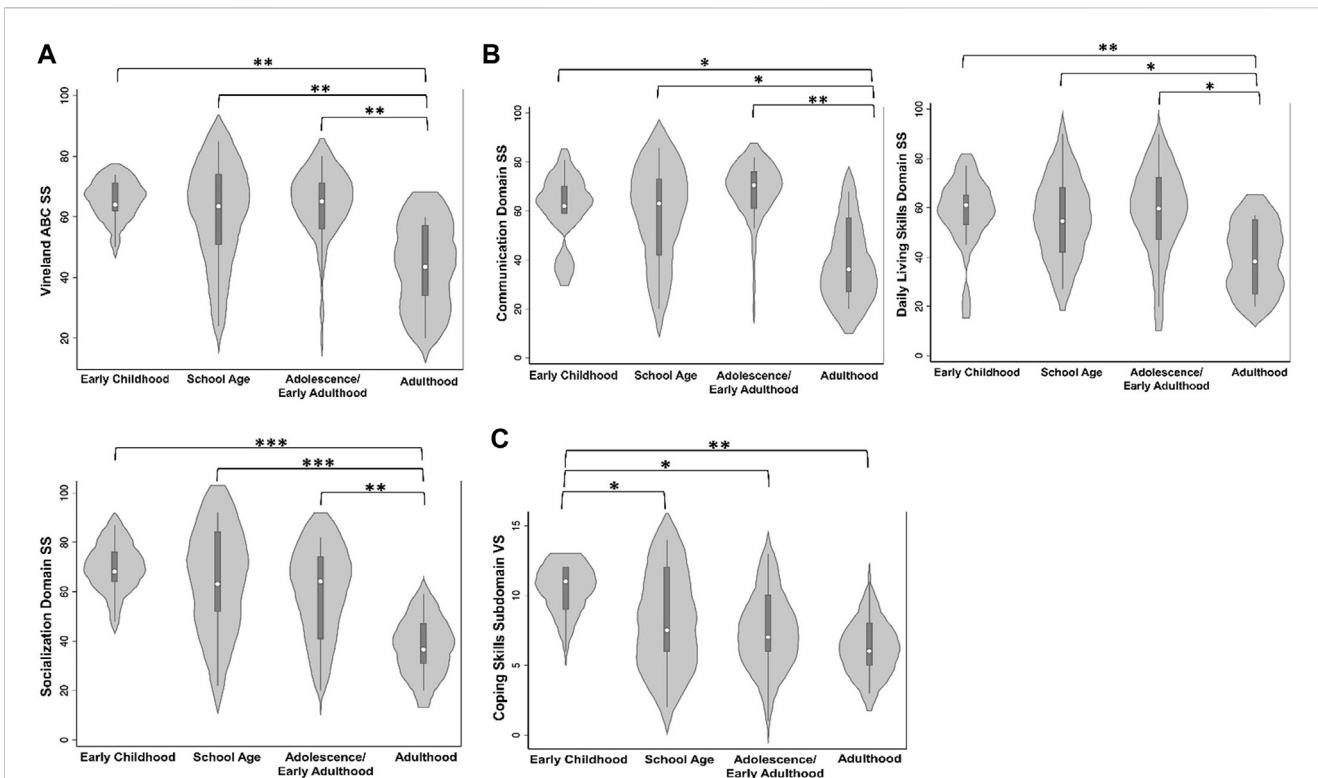 A
**
**
**
Vineland ABC SS
100
80
60
40
20
Early Childhood
School Age
Adolescence/
Early Adulthood
Adulthood
B
*
*
**
Communication SS
100
80
60
40
20
0
Early Childhood
School Age
Adolescence/
Early Adulthood
Adulthood
**
*
*
Daily Living Skills Domain SS
100
80
60
40
20
0
Early Childhood
School Age
Adolescence/
Early Adulthood
Adulthood
***
***
**
Socialization Domain SS
100
80
60
40
20
0
Early Childhood
School Age
Adolescence/
Early Adulthood
Adulthood
C
**
*
*
Coping Skills Subdomain VS
15
10
5
0
Early Childhood
School Age
Adolescence/
Early Adulthood
Adulthood